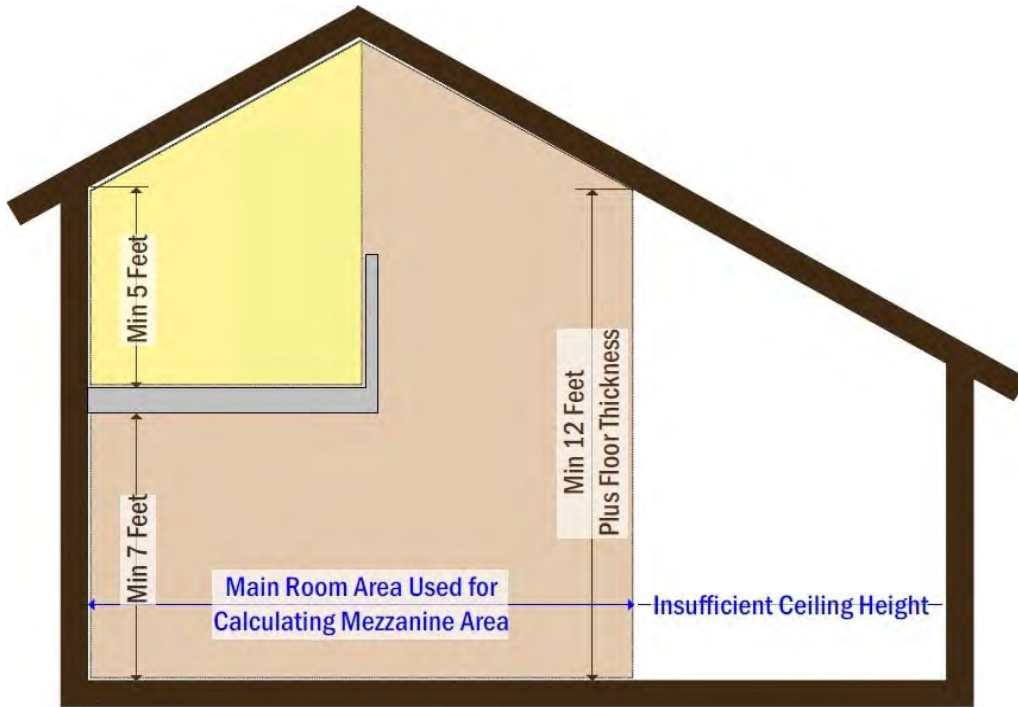 Min 5 Feet
Min 7 Feet
Min 12 Feet
Plus Floor Thickness
Main Room Area Used for
Calculating Mezzanine Area
Insufficient Ceiling Height